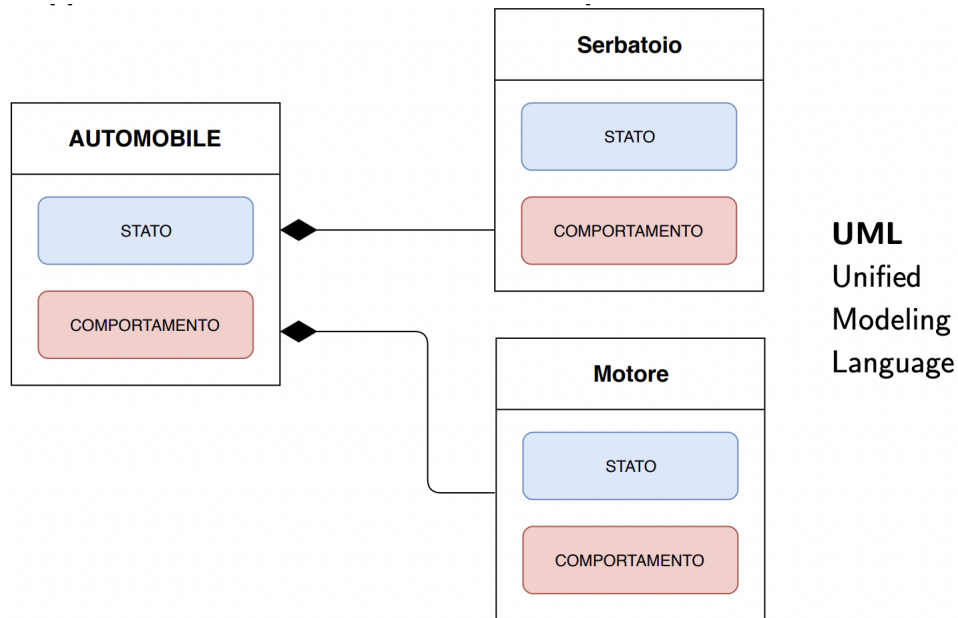 AUTOMOBILE
STATO
COMPORTAMENTO
Serbatoio
STATO
COMPORTAMENTO
Motore
STATO
COMPORTAMENTO
UML
Unified
Modeling
Language